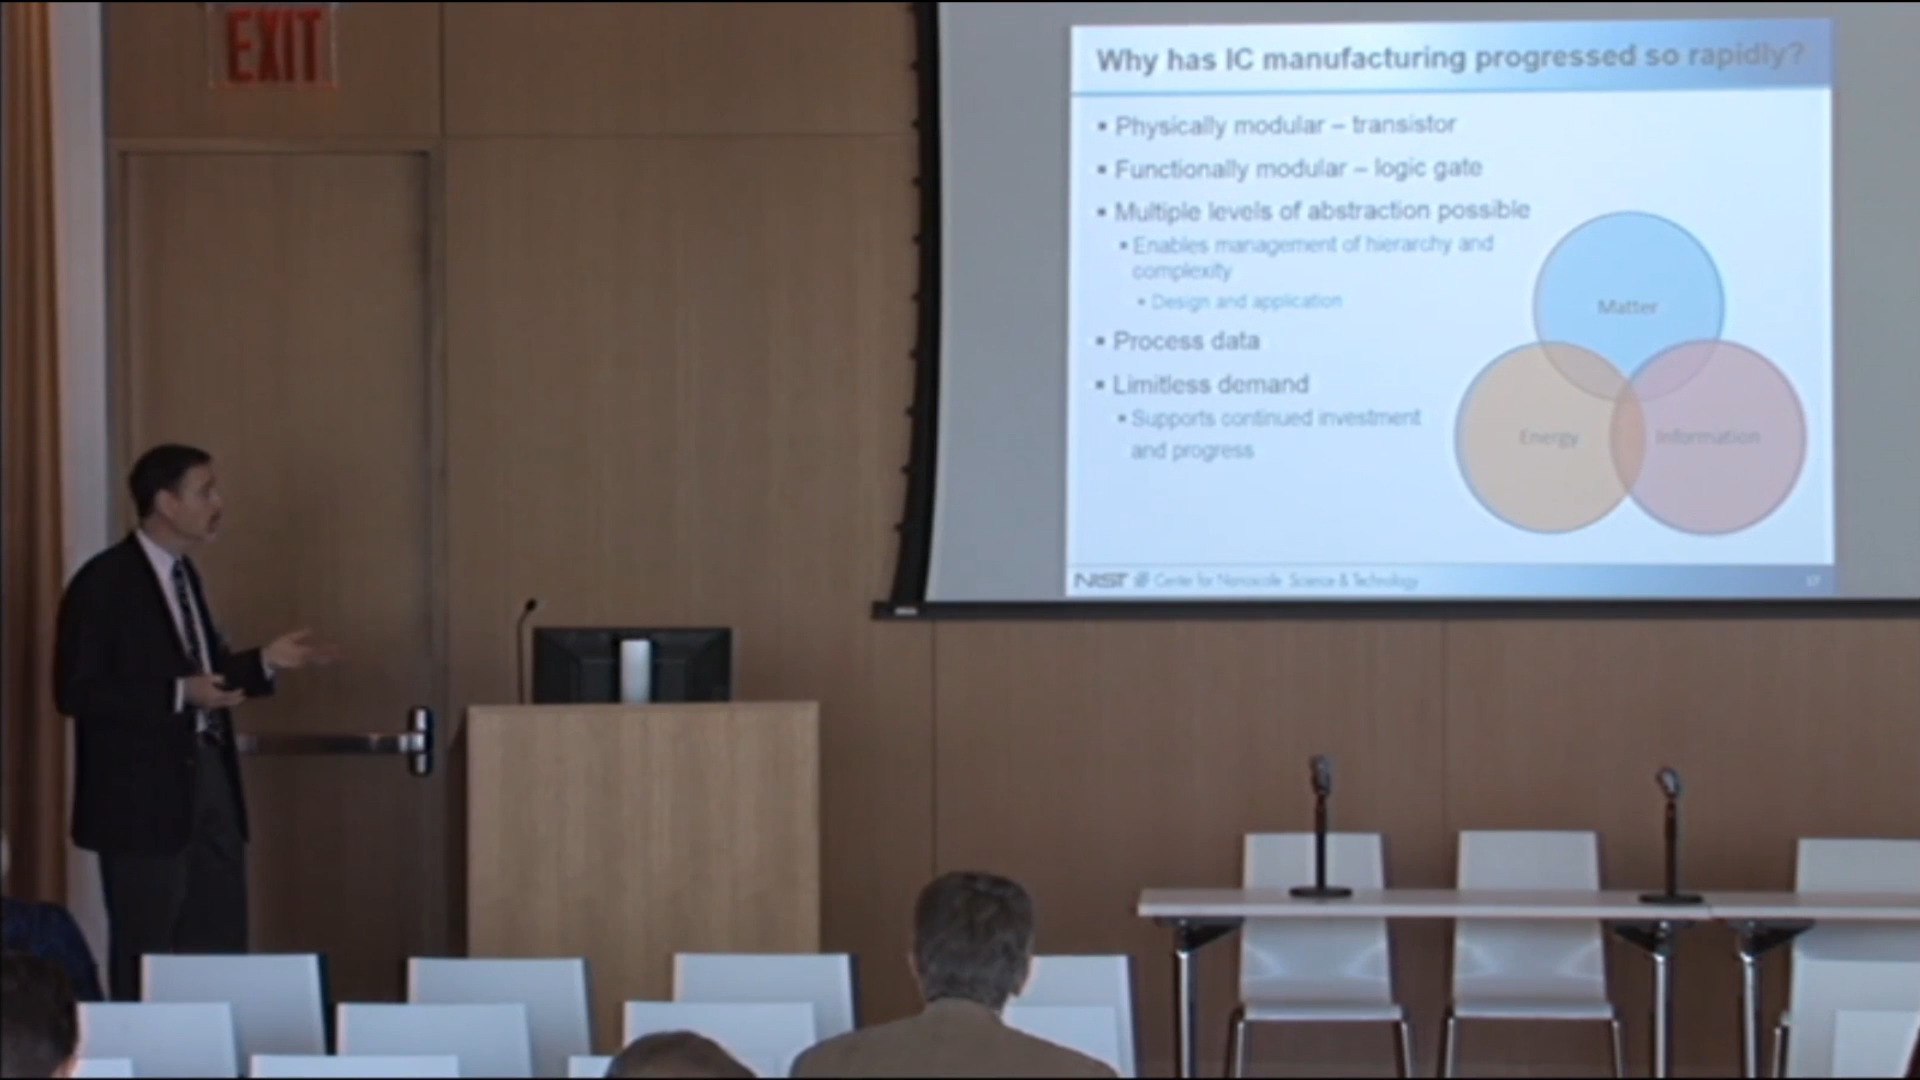 EXIT
Why has IC manufacturing progressed so rapidly?
▪ Physically modular – transistor
▪ Functionally modular – logic gate
▪ Multiple levels of abstraction possible
▪ Enables management of hierarchy and
complexity
▪ Design and application
▪ Process data
▪ Limitless demand
▪ Supports continued investment
and progress
Matter
Energy
Information
NIST Center for Nanoscale Science & Technology